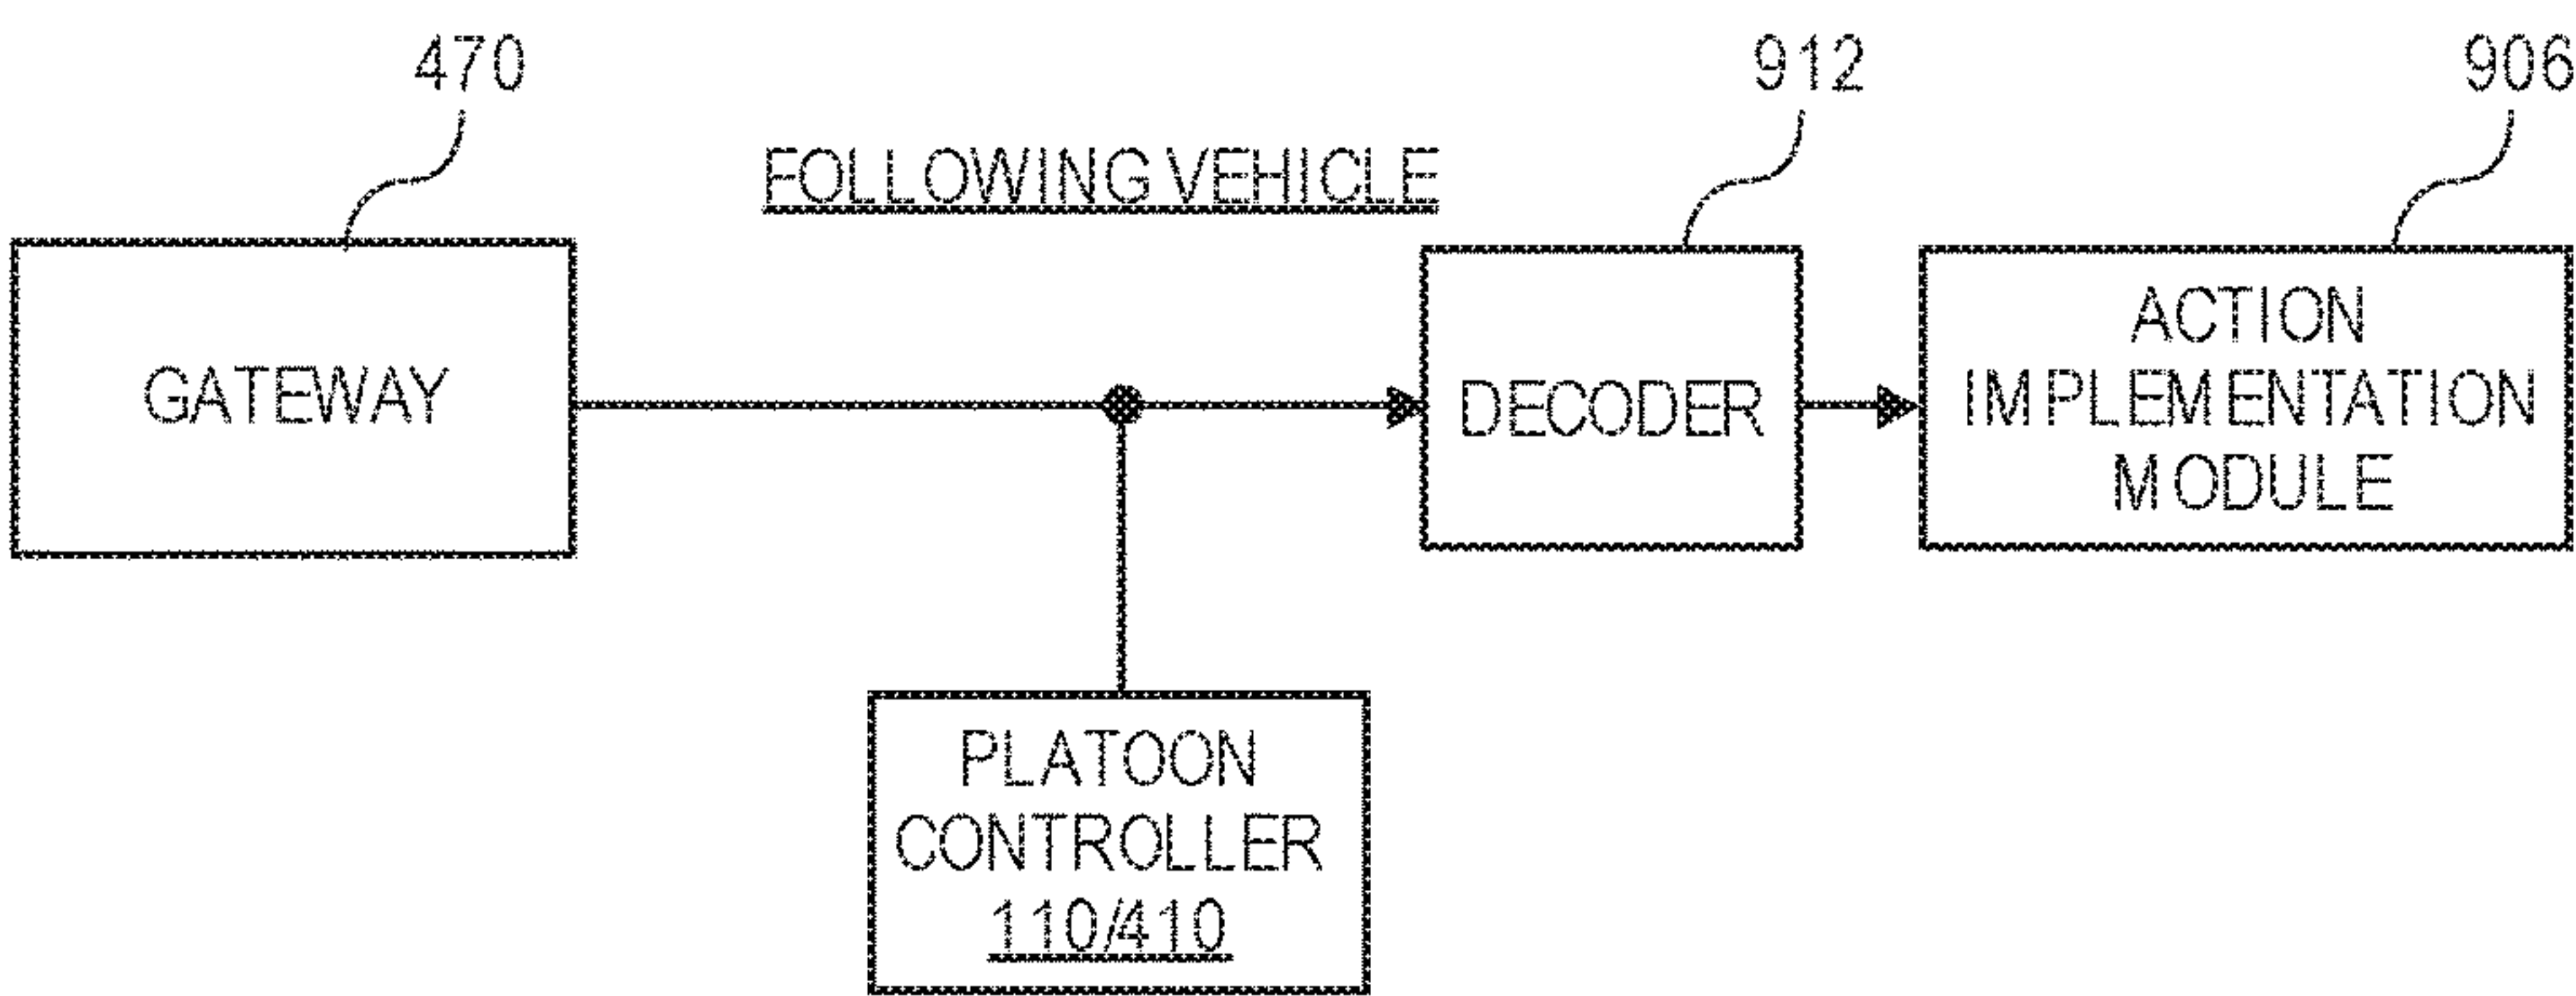 470
912
906
FOLLOWING VEHICLE
GATEWAY
DECODER
ACTION
IMPLEMENTATION
MODULE
PLATOON
CONTROLLER
110/410